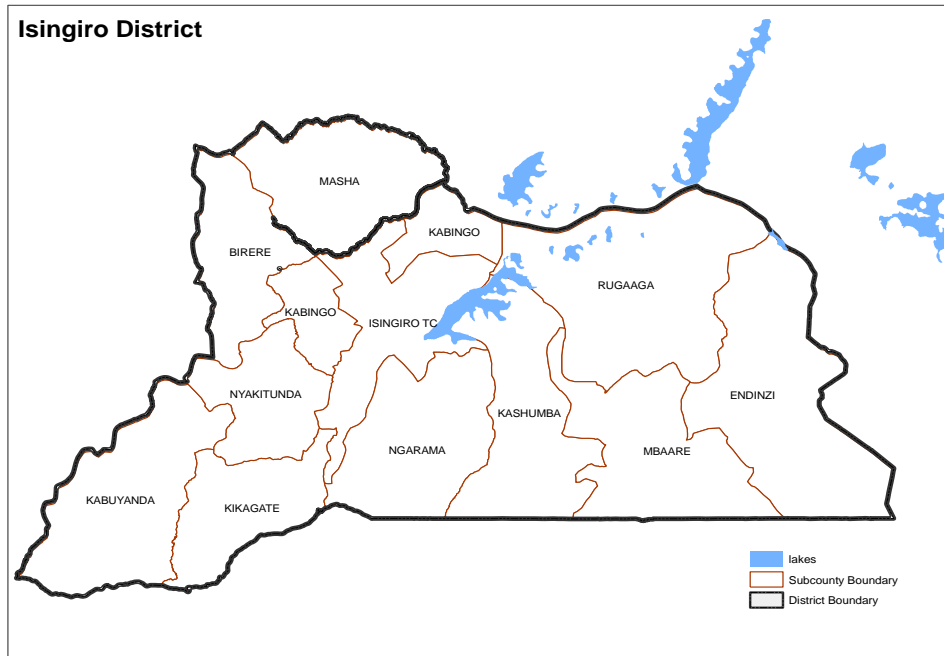 Isingiro District
MASHA
KABINGO
BIRERE
RUGAAGA
KABINGO
ISINGIRO TC
NYAKITUNDA
ENDINZI
KASHUMBA
NGARAMA
MBAARE
KABUYANDA
KIKAGATE
lakes
Subcounty Boundary
District Boundary